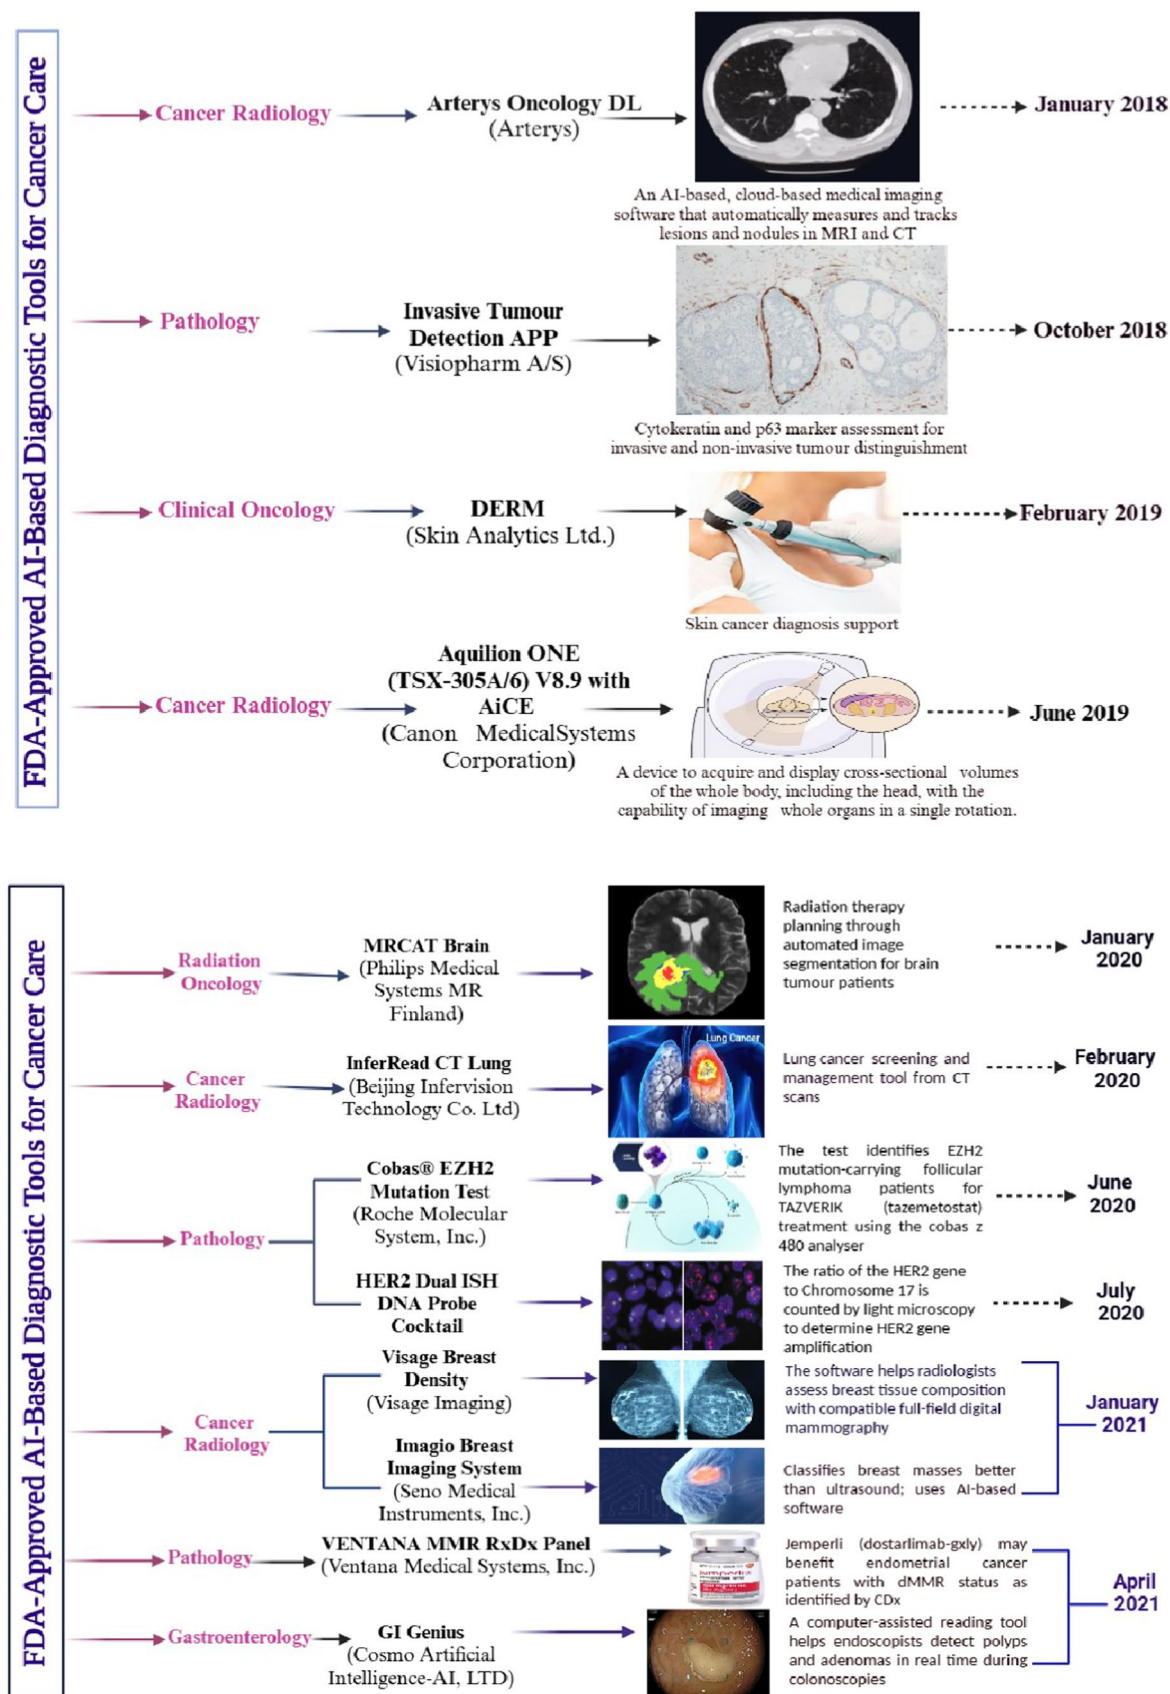 FDA-Approved AI-Based Diagnostic Tools for Cancer Care
Cancer Radiology
Arterys Oncology DL
(Arterys)
January 2018
An AI-based, cloud-based medical imaging
software that automatically measures and tracks
lesions and nodules in MRI and CT
Pathology
Invasive Tumour
Detection APP
(Visiopharm A/S)
October 2018
Cytokeratin and p63 marker assessment for
invasive and non-invasive tumour distinguishment
Clinical Oncology
DERM
(Skin Analytics Ltd.)
February 2019
Skin cancer diagnosis support
Cancer Radiology
Aquilion ONE
(TSX-305A/6) V8.9 with
AiCE
(Canon MedicalSystems
Corporation)
June 2019
A device to acquire and display cross-sectional volumes
of the whole body, including the head, with the
capability of imaging whole organs in a single rotation.
FDA-Approved AI-Based Diagnostic Tools for Cancer Care
Radiation
Oncology
MRCAT Brain
(Philips Medical
Systems MR
Finland)
Radiation therapy
planning through
automated image
segmentation for brain
tumour patients
January
2020
Cancer
Radiology
InferRead CT Lung
(Beijing Infervision
Technology Co. Ltd)
Lung Cancer
Lung cancer screening and
management tool from CT
scans
February
2020
Pathology
Cobas® EZH2
Mutation Test
(Roche Molecular
System, Inc.)
The test identifies EZH2
mutation-carrying follicular
lymphoma patients for
TAZVERIK (tazemetostat)
treatment using the cobas z
480 analyser
June
2020
HER2 Dual ISH
DNA Probe
Cocktail
The ratio of the HER2 gene
to Chromosome 17 is
counted by light microscopy
to determine HER2 gene
amplification
July
2020
Cancer
Radiology
Visage Breast
Density
(Visage Imaging)
The software helps radiologists
assess breast tissue composition
with compatible full-field digital
mammography
January
2021
Imagio Breast
Imaging System
(Seno Medical
Instruments, Inc.)
Classifies breast masses better
than ultrasound; uses AI-based
software
Pathology
VENTANA MMR RxDx Panel
(Ventana Medical Systems, Inc.)
Jemperli (dostarlimab-gxly) may
benefit endometrial cancer
patients with dMMR status as
identified by CDx
April
2021
Gastroenterology
GI Genius
(Cosmo Artificial
Intelligence-AI, LTD)
A computer-assisted reading tool
helps endoscopists detect polyps
and adenomas in real time during
colonoscopies